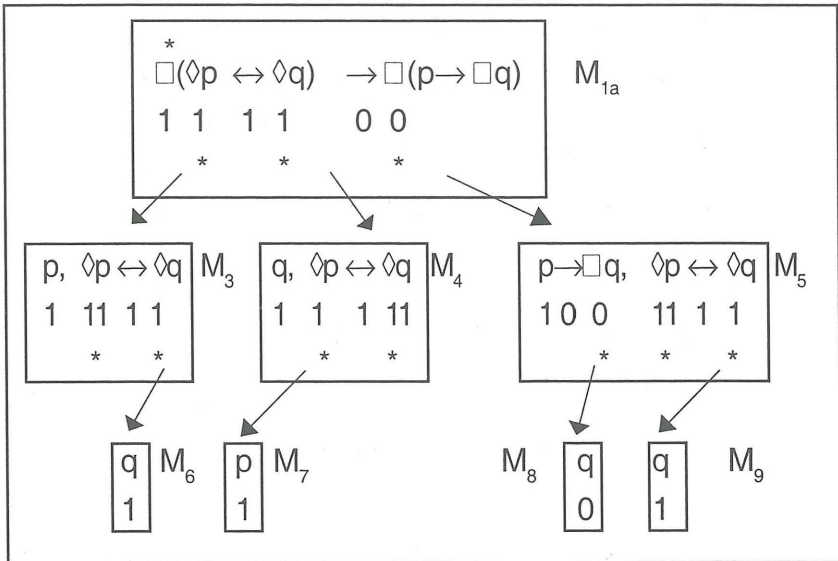 *
□(◊p ↔ ◊q) → □(p→ □q) M1a
1 1 1 1 0 0
* * *
p, ◊p ↔ ◊q M3 q, ◊p ↔ ◊q M4 p→□q, ◊p ↔ ◊q M5
1 11 1 1 1 1 1 11 1 0 0 11 1 1
* * * * * * *
q M6 p M7 M8 q q M9
1 1 0 1